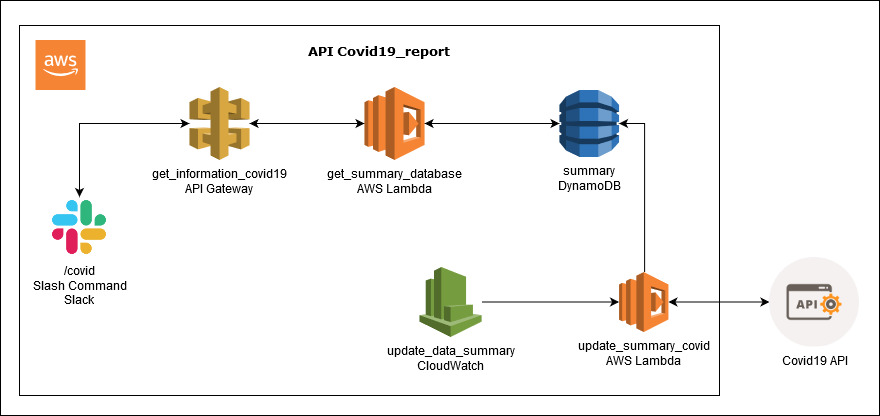 aws
API Covid19_report
get_information_covid19
API Gateway
get_summary_database
AWS Lambda
summary
DynamoDB
/covid
Slash Command
Slack
update_data_summary
CloudWatch
update_summary_covid
AWS Lambda
API
Covid19 API